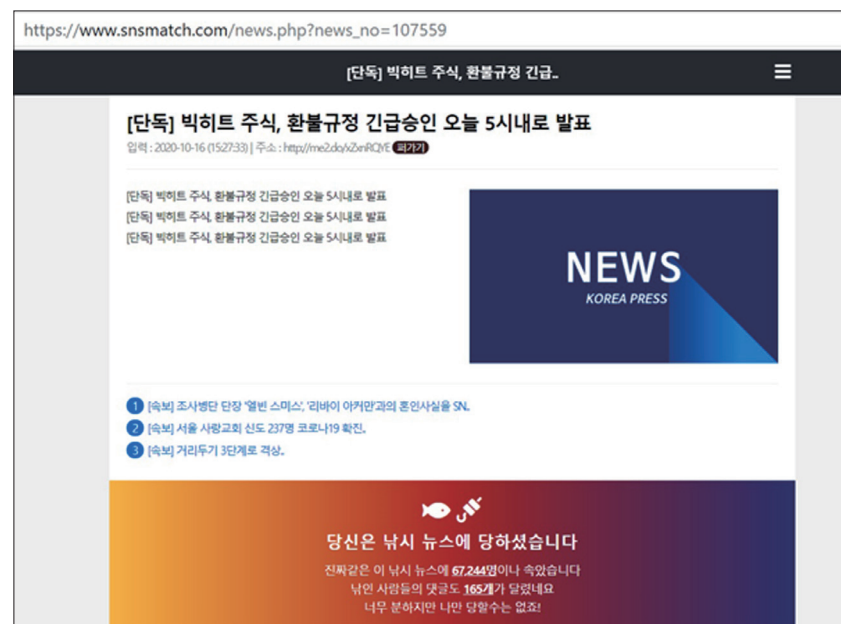 https://www.snsmatch.com/news.php?news_no=107559
[단독] 빅히트 주식, 환불규정 긴급..
[단독] 빅히트 주식, 환불규정 긴급승인 오늘 5시내로 발표
입력 : 2020-10-16 (15:27:33) | 주소 : http://me2.do/xZxnRQYE 퍼가기
[단독] 빅히트 주식, 환불규정 긴급승인 오늘 5시내로 발표
[단독] 빅히트 주식, 환불규정 긴급승인 오늘 5시내로 발표
[단독] 빅히트 주식, 환불규정 긴급승인 오늘 5시내로 발표
NEWS
KOREA PRESS
1 [속보] 조사병단 단장 '엘빈 스미스', '리바이 아커만'과의 혼인사실을 SN..
2 [속보] 서울 사랑교회 신도 237명 코로나19 확진..
3 [속보] 거리두기 3단계로 격상..
당신은 낚시 뉴스에 당하셨습니다
진짜같은 이 낚시 뉴스에 67,244명이나 속았습니다
낚인 사람들의 댓글도 165개가 달렸네요
너무 분하지만 나만 당할수는 없죠!